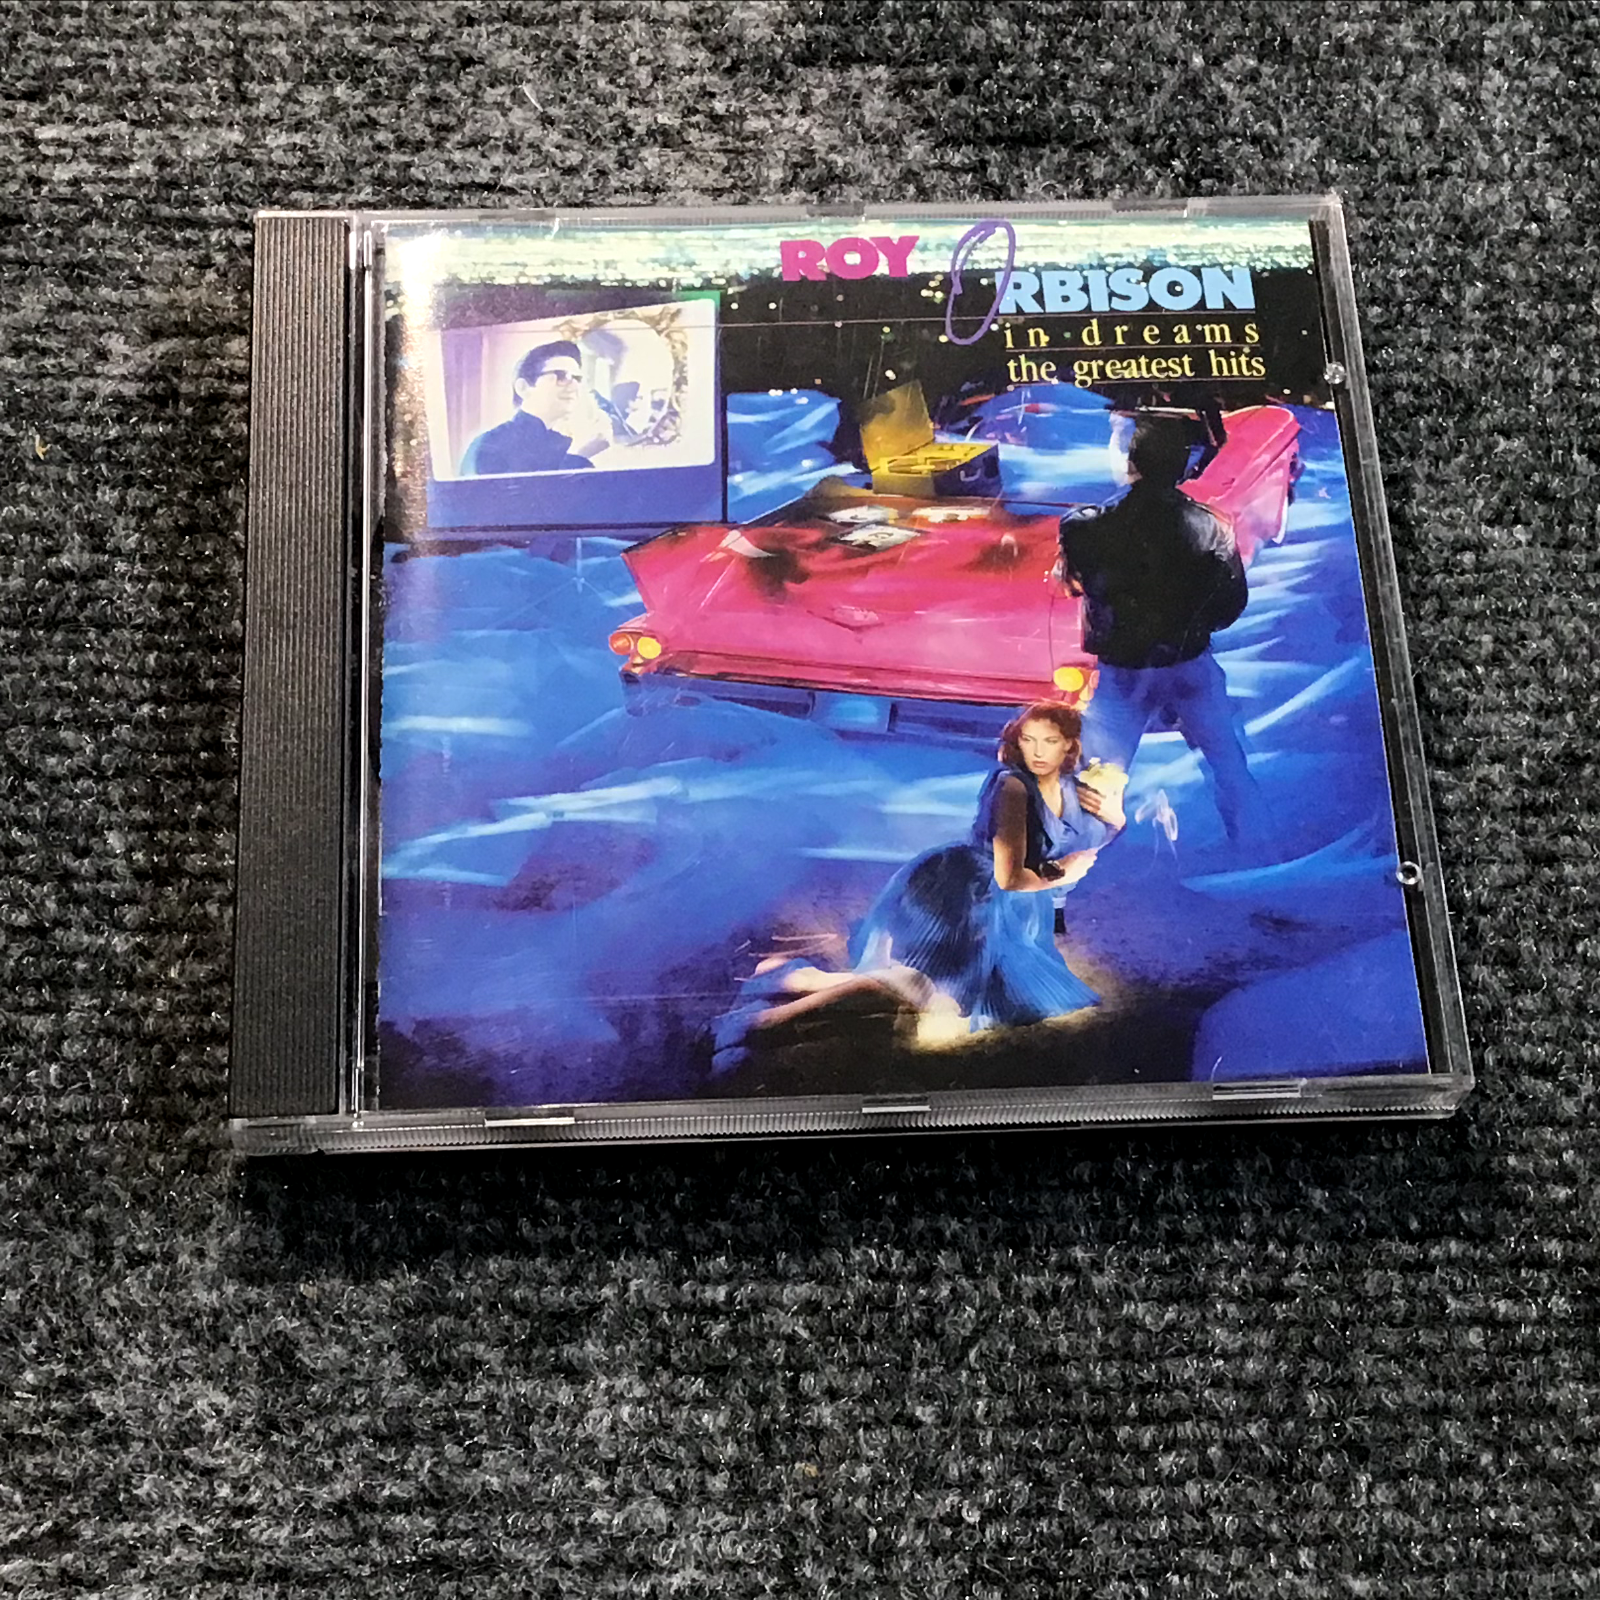 ROY ORBISON
in dreams
the greatest hits